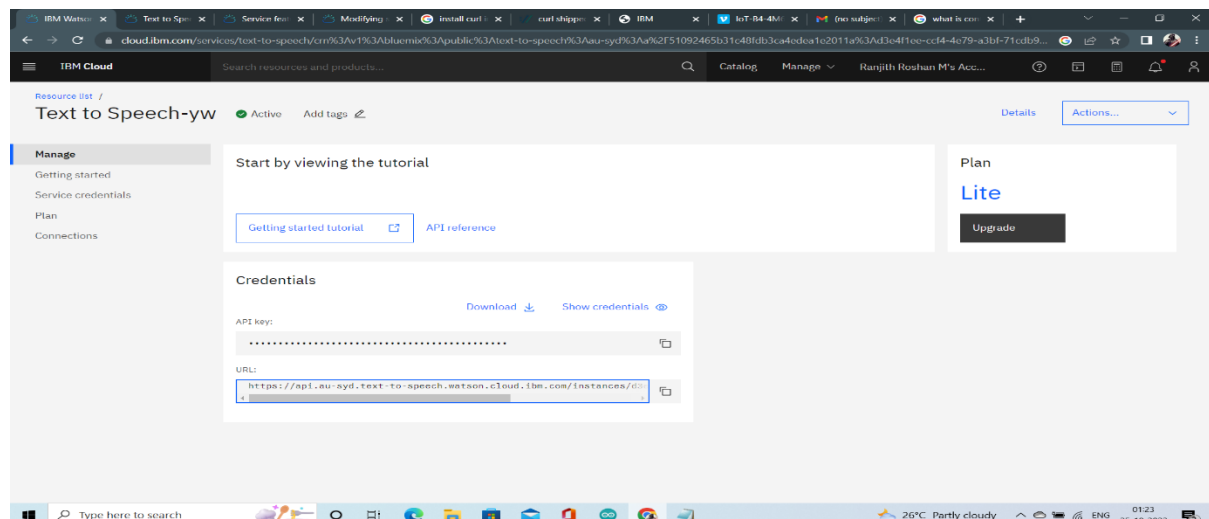 IBM Watso
Text to Spe
Service fea
Modifying
install curl
curl shippe
IBM
IoT-B4-4M
(no subject
what is con
cloud.ibm.com/services/text-to-speech/crn%3Av1%3Abluemix%3Apublic%3Atext-to-speech%3Aau-syd%3Aa%2F51092465b31c48fdb3ca4edea1e2011a%3Ad3e4f1ee-ccf4-4e79-a3bf-71cdb9...
IBM Cloud
Search resources and products...
Catalog
Manage
Ranjith Roshan M's Acc...
Resource list /
Text to Speech-yw
Active
Add tags
Details
Actions...
Manage
Getting started
Service credentials
Plan
Connections
Start by viewing the tutorial
Getting started tutorial
API reference
Plan
Lite
Upgrade
Credentials
Download
Show credentials
API key:
URL:
https://api.au-syd.text-to-speech.watson.cloud.ibm.com/instances/d3
Type here to search
26°C Partly cloudy
ENG
01:23